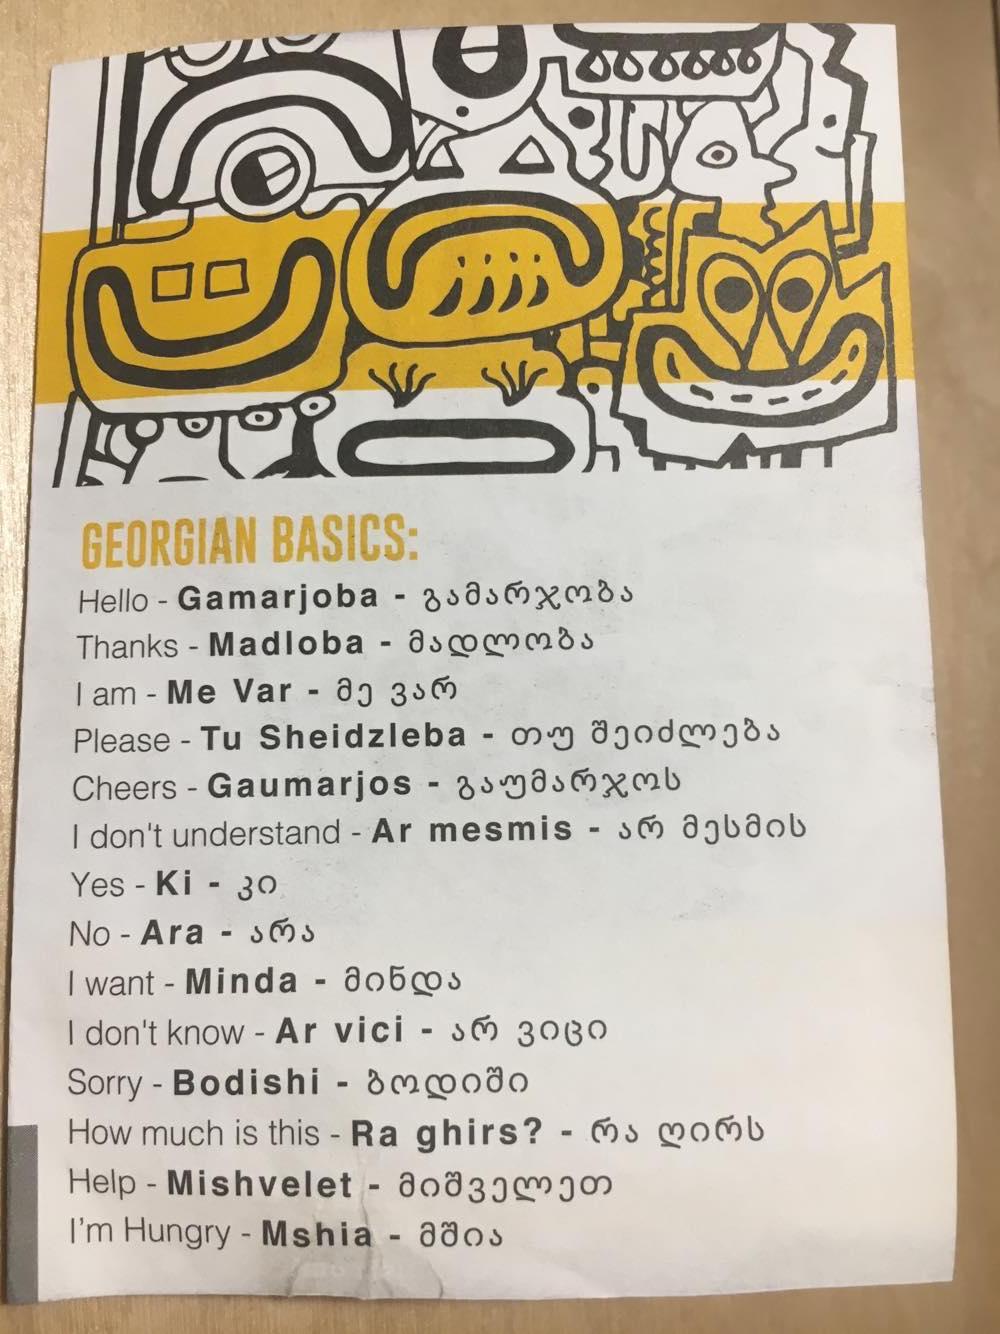 GEORGIAN BASICS:
Hello - Gamarjoba - გამარჯობა
Thanks - Madloba - მადლობა
I am - Me Var - მე ვარ
Please - Tu Sheidzleba - თუ შეიძლება
Cheers - Gaumarjos - გაუმარჯოს
I don't understand - Ar mesmis - არ მესმის
Yes - Ki - კი
No - Ara - არა
I want - Minda - მინდა
I don't know - Ar vici - არ ვიცი
Sorry - Bodishi - ბოდიში
How much is this - Ra ghirs? - რა ღირს
Help - Mishvelet - მიშველეთ
I'm Hungry - Mshia - მშია